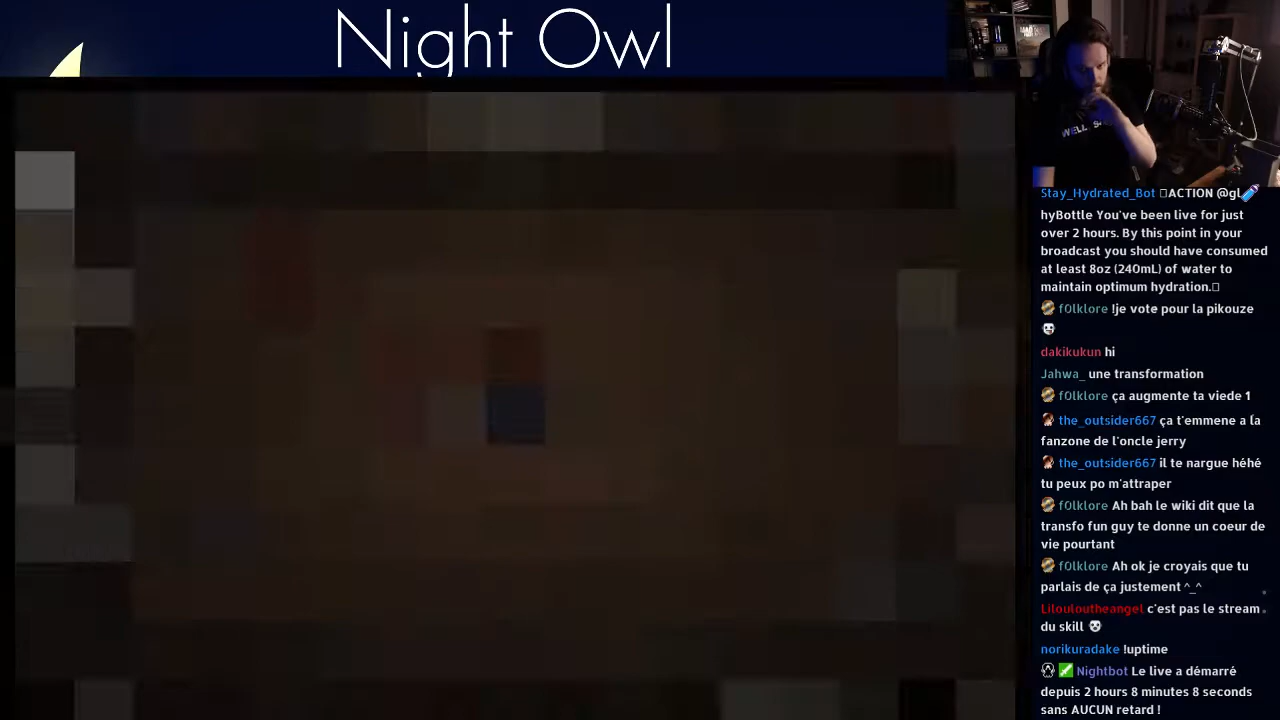 Night Owl
WELL S
Stay_Hydrated_Bot ▯ACTION @gl
hyBottle You've been live for just
over 2 hours. By this point in your
broadcast you should have consumed
at least 8oz (240mL) of water to
maintain optimum hydration.▯
f0lklore !je vote pour la pikouze
dakikukun hi
Jahwa_ une transformation
f0lklore ça augmente ta viede 1
the_outsider667 ça t'emmene a la
fanzone de l'oncle jerry
the_outsider667 il te nargue héhé
tu peux po m'attraper
f0lklore Ah bah le wiki dit que la
transfo fun guy te donne un coeur de
vie pourtant
f0lklore Ah ok je croyais que tu
parlais de ça justement ^_^
Lilouloutheangel c'est pas le stream
du skill
norikuradake !uptime
Nightbot Le live a démarré
depuis 2 hours 8 minutes 8 seconds
sans AUCUN retard !